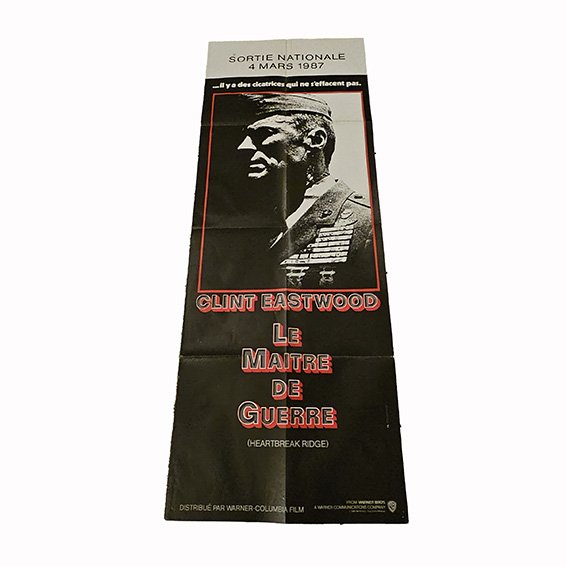 SORTIE NATIONALE
4 MARS 1987
...il y a des cicatrices qui ne s'effacent pas.
CLINT EASTWOOD
LE
MAITRE
DE
GUERRE
(HEARTBREAK RIDGE)
DISTRIBUÉ PAR WARNER-COLUMBIA FILM
FROM WARNER BROS
A WARNER COMMUNICATIONS COMPANY